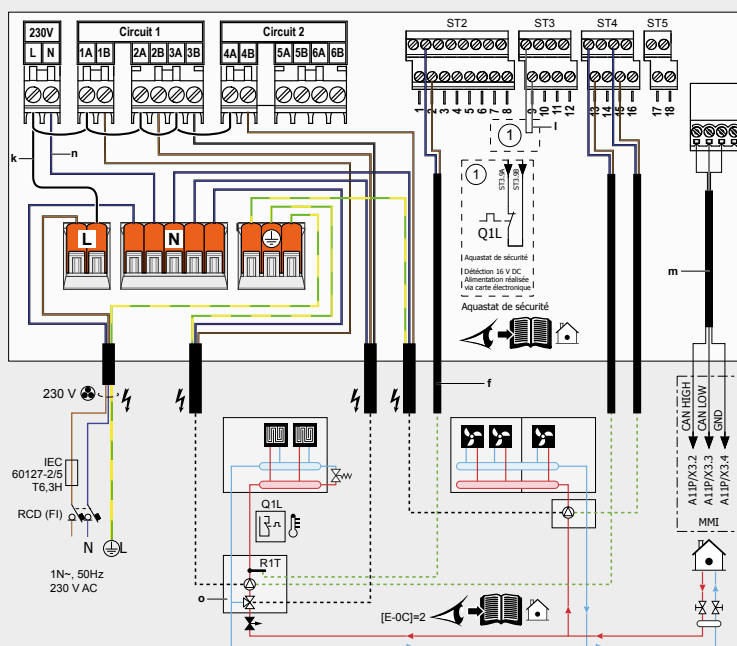 230V
Circuit 1
Circuit 2
ST2
ST3
ST4
ST5
L N
1A 1B
2A 2B 3A 3B
4A 4B
5A 5B 6A 6B
1 2 3 4 5 6 7 8
9 10 11 12
13 14 15 16
17 18
k
n
l
1
1
ST3.9A
ST3.9B
Q1L
L
N
Aquastat de sécurité
Détéction 16 V DC
Alimentation réalisée
via carte électronique
Aquastat de sécurité
m
f
230 V
CAN HIGH
CAN LOW
GND
A11P/X3.2
A11P/X3.3
A11P/X3.4
MMI
IEC
60127-2/5
T6,3H
RCD (FI)
N
L
1N~, 50Hz
230 V AC
Q1L
R1T
o
[E-0C]=2